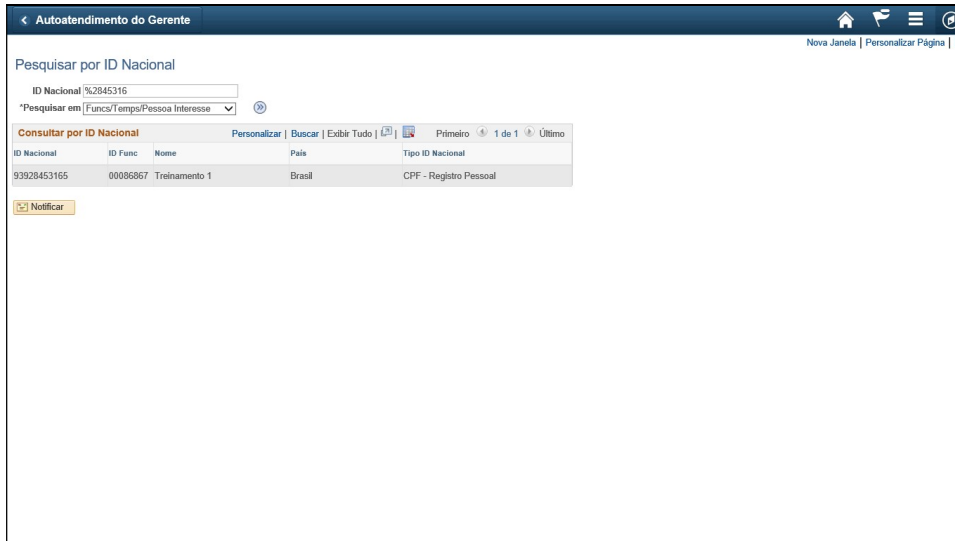 Autoatendimento do Gerente
Nova Janela | Personalizar Página |
Pesquisar por ID Nacional
ID Nacional %2845316
*Pesquisar em Funcs/Temps/Pessoa Interesse
Consultar por ID Nacional Personalizar | Buscar | Exibir Tudo | | Primeiro 1 de 1 Último
ID Nacional ID Func Nome País Tipo ID Nacional
93928453165 00086867 Treinamento 1 Brasil CPF - Registro Pessoal
Notificar